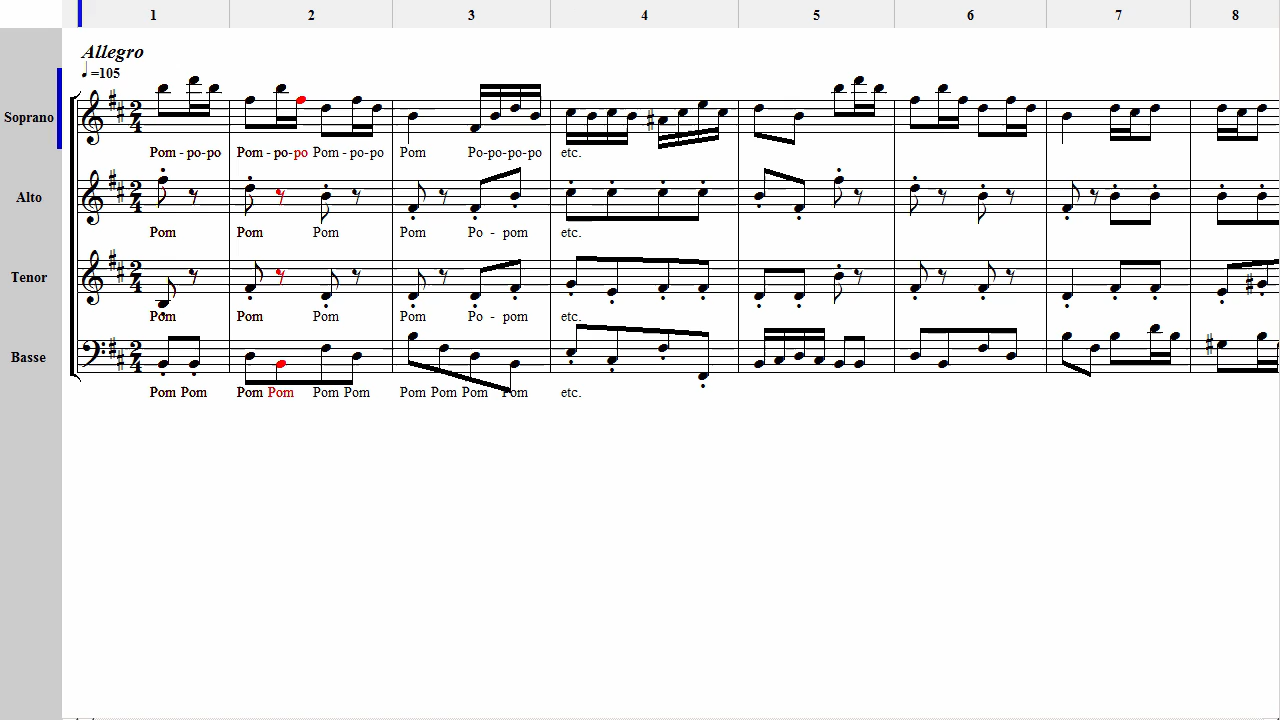 1 2 3 4 5 6 7 8
Allegro
♩=105
Soprano
Pom - po-po Pom - po-po Pom - po-po Pom Po-po-po-po etc.
Alto
Pom Pom Pom Pom Po - pom etc.
Tenor
Pom Pom Pom Pom Po - pom etc.
Basse
Pom Pom Pom Pom Pom Pom Pom Pom Pom Pom etc.